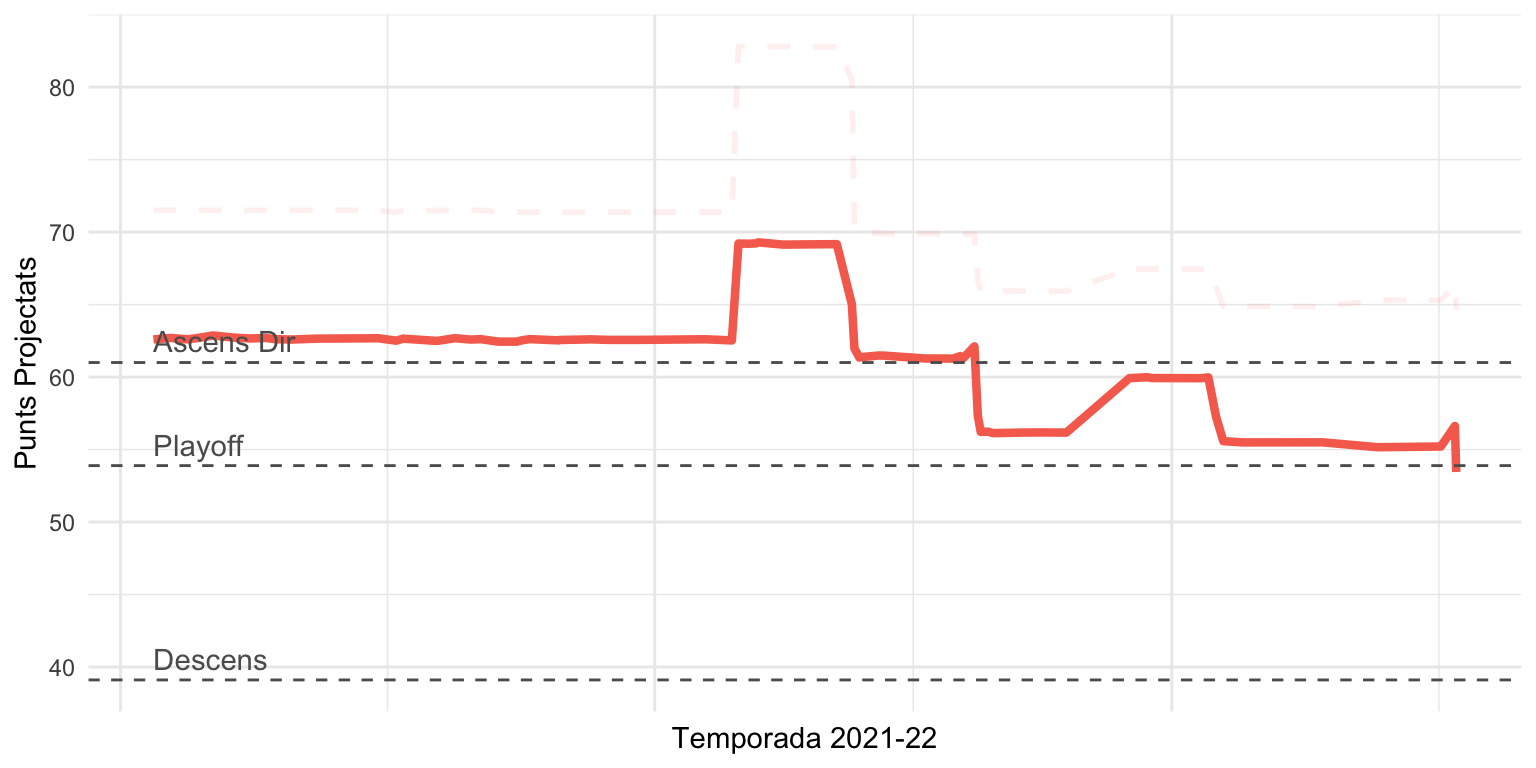 80
70
Ascens Dir
60
Playoff
50
Descens
40
Punts Projectats
Temporada 2021-22